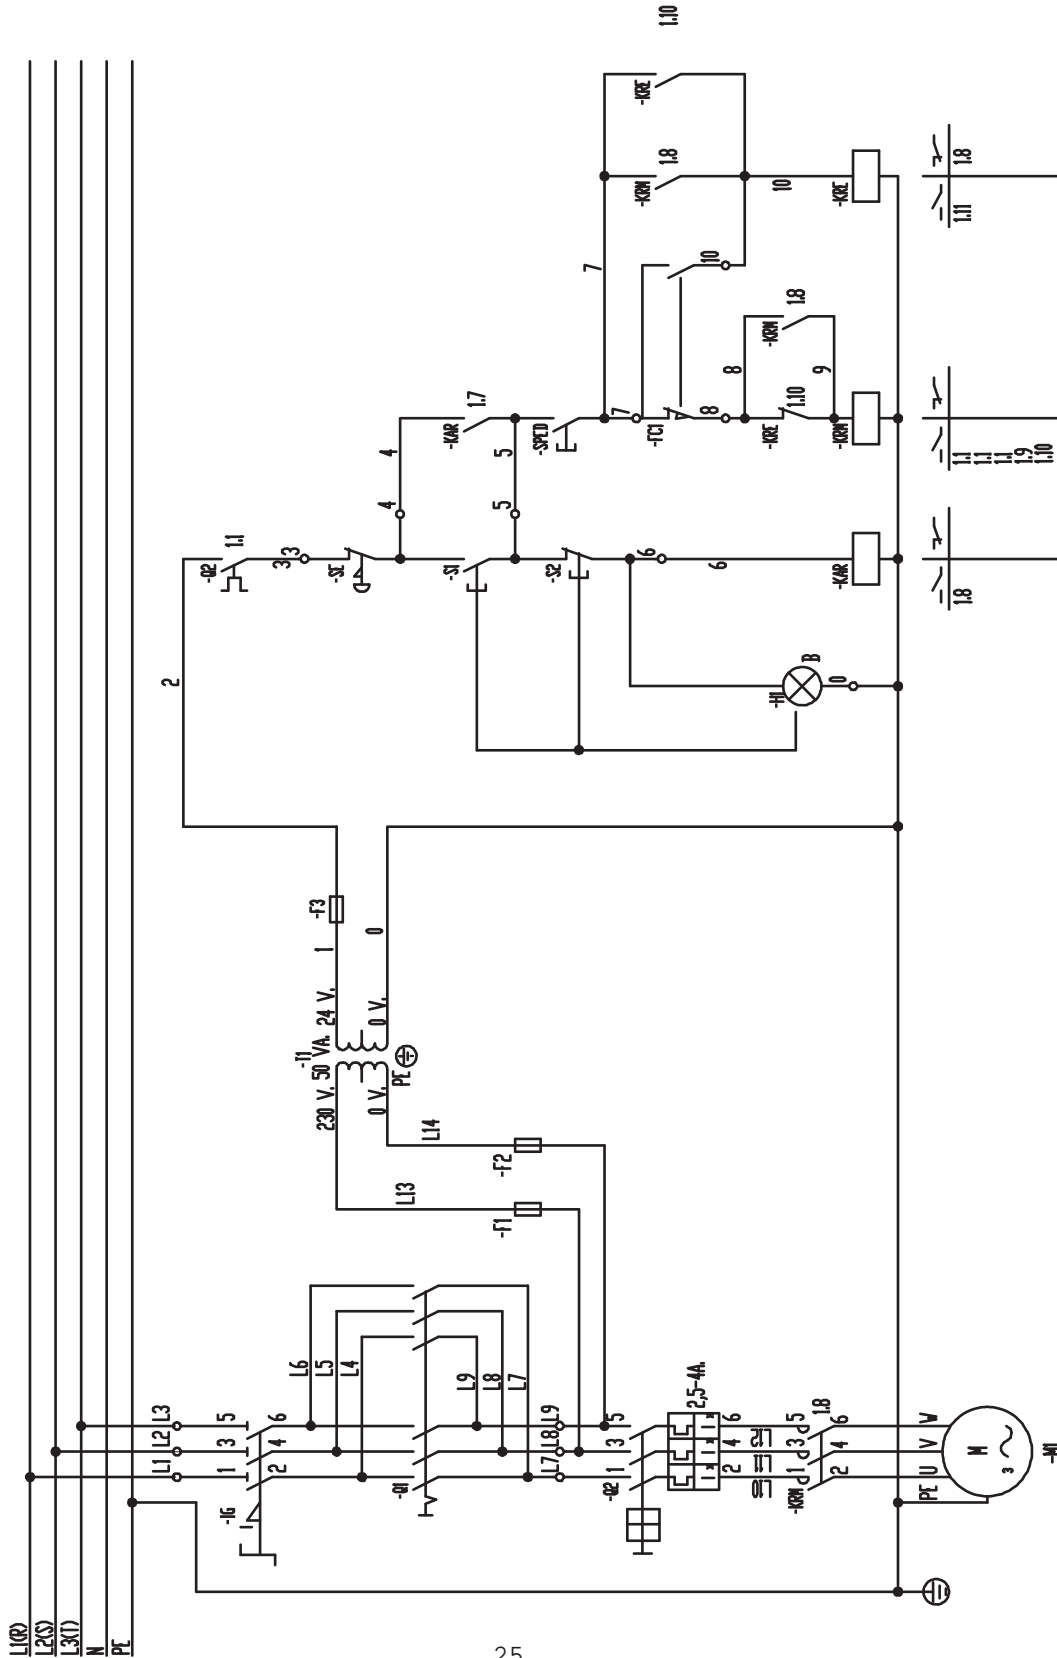 L1(R)
L2(S)
L3(T)
N
PE
L1 L2 L3
1 3 5
-IG
2 4 6
L4 L5 L6
-Q1
L7 L8 L9
L7 L8 L9
-Q2
1 3 5
2,5-4A.
2 4 6
L10 L11 L12
-KRM
1 3 5
1.8
2 4 6
PE U V W
M
3
-M1
L13
L14
-F1
-F2
230 V. 50 VA. 24 V.
-T1
0 V.
0 V.
PE
1
0
-F3
2
-Q2
1.1
3
3
-SE
4
4
-S1
5
5
-S2
6
6
-H1
B
0
-KAR
-KAR
1.7
-SPED
7
7
-FC1
8
8
10
-KRE
1.10
-KRM
1.8
9
-KRM
-KRM
1.8
-KRE
1.10
10
-KRE
1.8
1.1
1.1
1.1
1.9
1.10
1.11
1.8
25